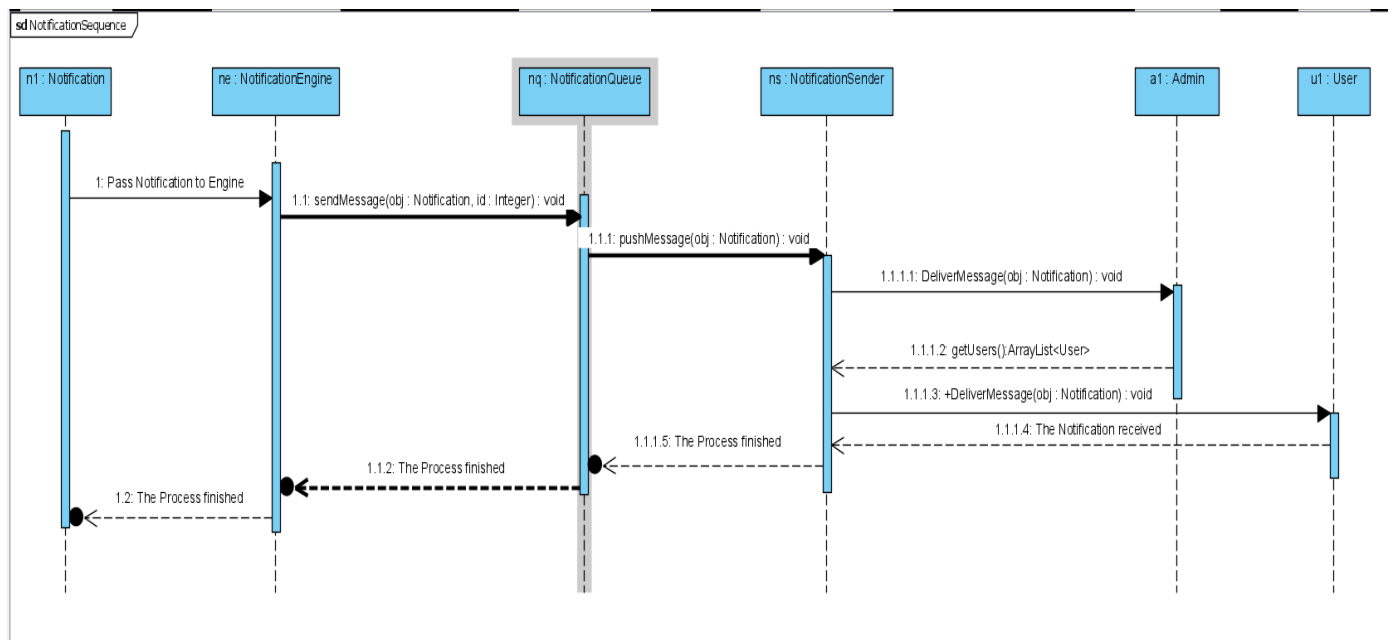 sd NotificationSequence
n1 : Notification
ne : NotificationEngine
nq : NotificationQueue
ns : NotificationSender
a1 : Admin
u1 : User
1: Pass Notification to Engine
1.1: sendMessage(obj : Notification, id : Integer) : void
1.1.1: pushMessage(obj : Notification) : void
1.1.1.1: DeliverMessage(obj : Notification) : void
1.1.1.2: getUsers():ArrayList<User>
1.1.1.3: +DeliverMessage(obj : Notification) : void
1.1.1.4: The Notification received
1.1.1.5: The Process finished
1.1.2: The Process finished
1.2: The Process finished